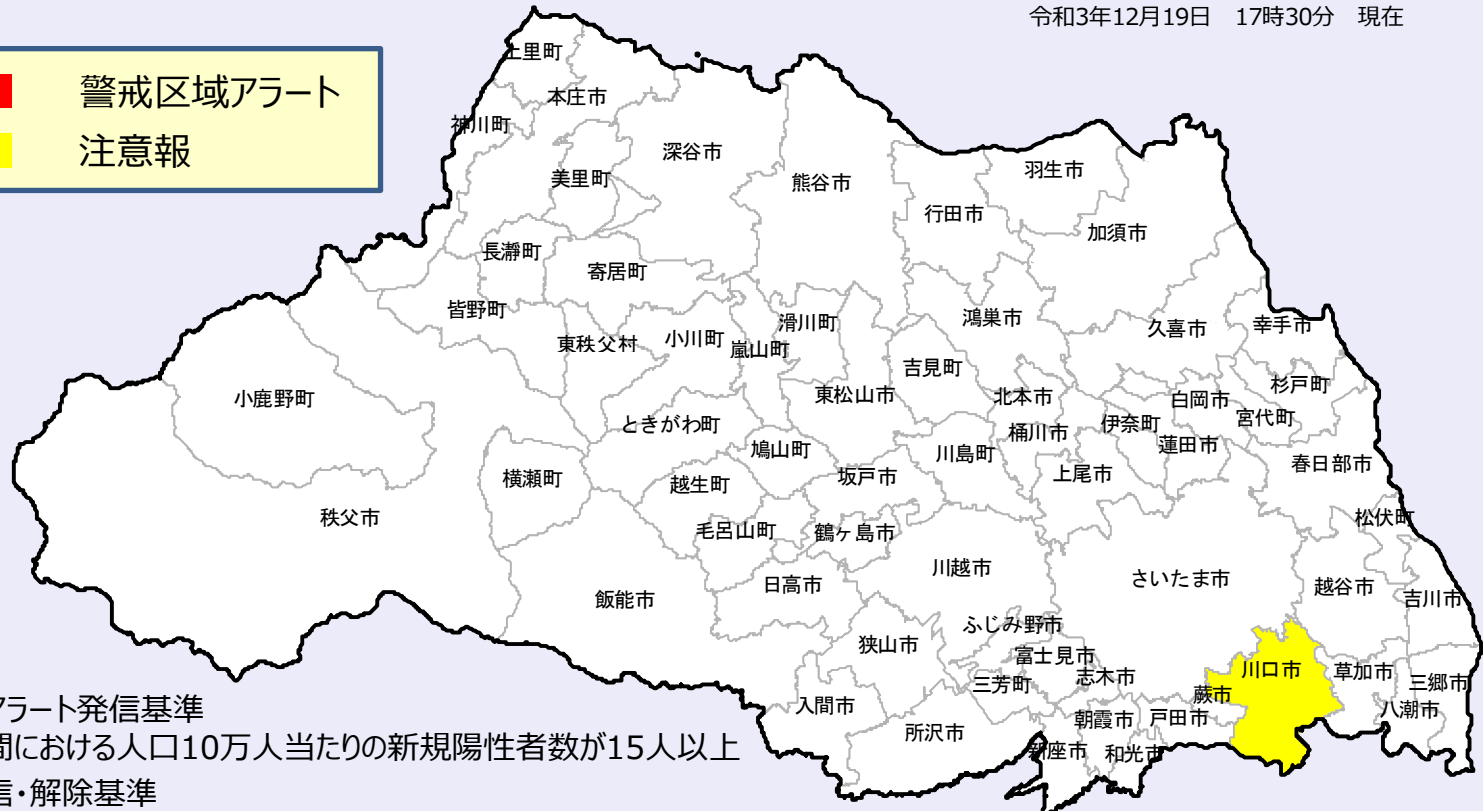 令和3年12月19日 17時30分 現在
警戒区域アラート
注意報
上里町
本庄市
神川町
深谷市
美里町
熊谷市
羽生市
行田市
加須市
長瀞町
寄居町
皆野町
東秩父村
小川町
嵐山町
滑川町
鴻巣市
久喜市
幸手市
吉見町
小鹿野町
東松山市
北本市
杉戸町
白岡市
宮代町
ときがわ町
桶川市
伊奈町
鳩山町
川島町
蓮田市
春日部市
横瀬町
越生町
坂戸市
上尾市
秩父市
松伏町
毛呂山町
鶴ヶ島市
川越市
さいたま市
日高市
越谷市
吉川市
飯能市
ふじみ野市
狭山市
富士見市
志木市
川口市
草加市
三郷市
三芳町
蕨市
入間市
八潮市
朝霞市
戸田市
所沢市
新座市
和光市
アラート発信基準
間における人口10万人当たりの新規陽性者数が15人以上
信・解除基準